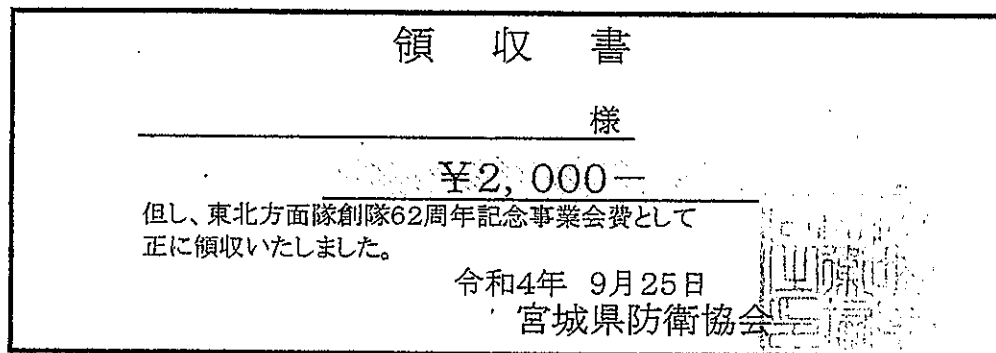 領 収 書
様
¥2,000−
但し、東北方面隊創隊62周年記念事業会費として
正に領収いたしました。
令和4年 9月25日
宮城県防衛協会